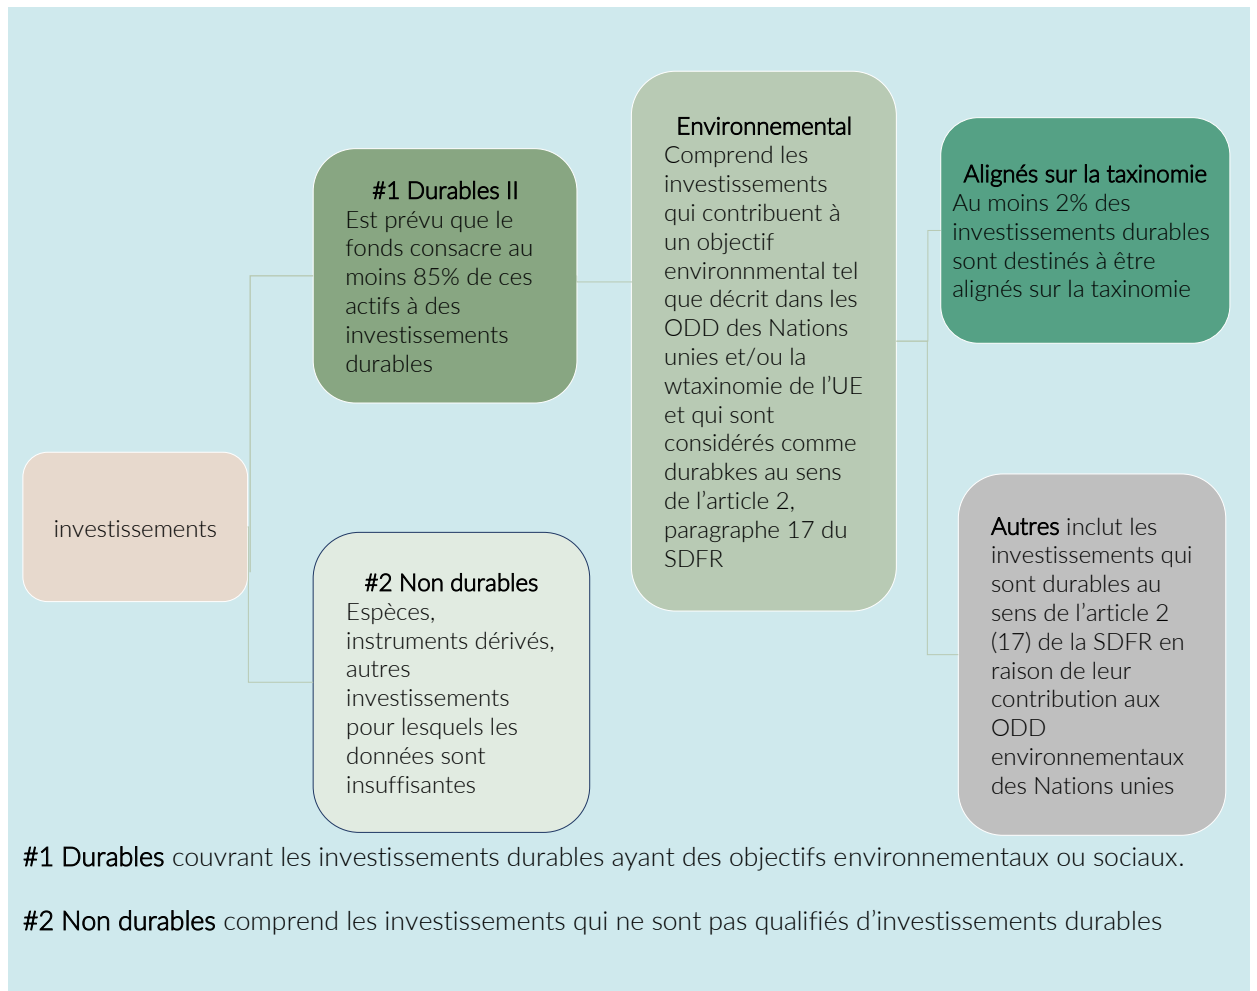 investissements
#1 Durables II
Est prévu que le
fonds consacre au
moins 85% de ces
actifs à des
investissements
durables
#2 Non durables
Espèces,
instruments dérivés,
autres
investissements
pour lesquels les
données sont
insuffisantes
Environnemental
Comprend les
investissements
qui contribuent à
un objectif
environnmental tel
que décrit dans les
ODD des Nations
unies et/ou la
wtaxinomie de l’UE
et qui sont
considérés comme
durabkes au sens
de l’article 2,
paragraphe 17 du
SDFR
Alignés sur la taxinomie
Au moins 2% des
investissements durables
sont destinés à être
alignés sur la taxinomie
Autres inclut les
investissements qui
sont durables au
sens de l’article 2
(17) de la SDFR en
raison de leur
contribution aux
ODD
environnementaux
des Nations unies
#1 Durables couvrant les investissements durables ayant des objectifs environnementaux ou sociaux.
#2 Non durables comprend les investissements qui ne sont pas qualifiés d’investissements durables